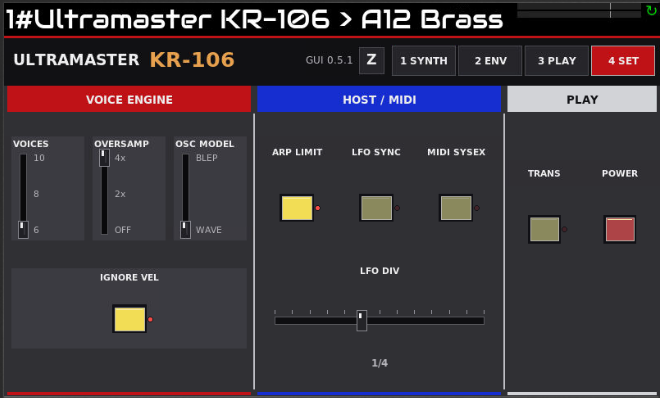 1#Ultramaster KR-106 > A12 Brass
ULTRAMASTER KR-106 GUI 0.5.1 Z 1 SYNTH 2 ENV 3 PLAY 4 SET
VOICE ENGINE HOST / MIDI PLAY
VOICES OVERSAMP OSC MODEL
10 4x BLEP
8 2x
6 OFF WAVE
IGNORE VEL
ARP LIMIT LFO SYNC MIDI SYSEX
LFO DIV
1/4
TRANS POWER